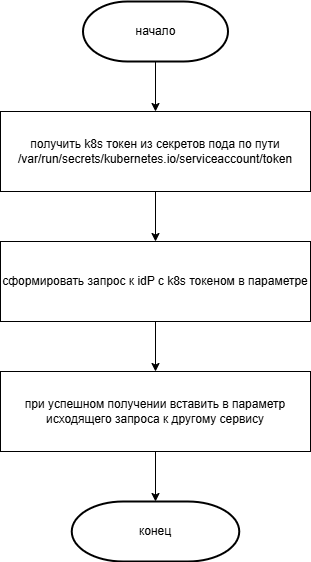 начало
получить k8s токен из секретов пода по пути
/var/run/secrets/kubernetes.io/serviceaccount/token
сформировать запрос к idP с k8s токеном в параметре
при успешном получении вставить в параметр
исходящего запроса к другому сервису
конец